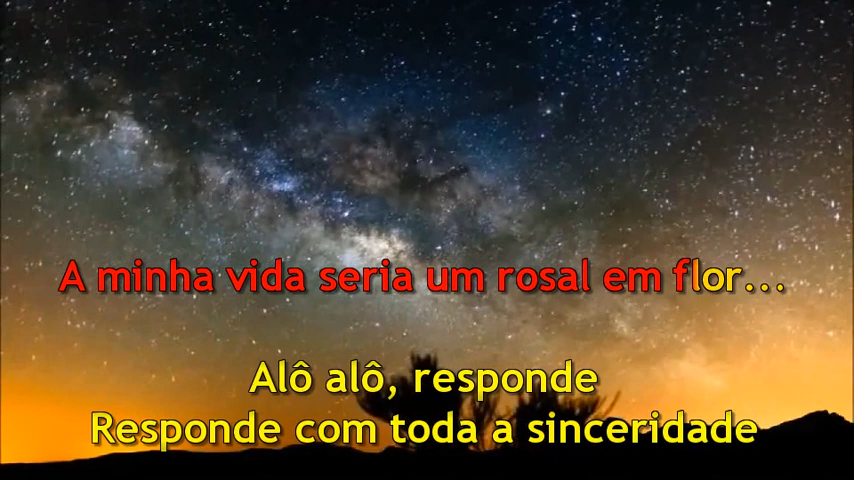 A minha vida seria um rosal em flor...
Alô alô, responde
Responde com toda a sinceridade